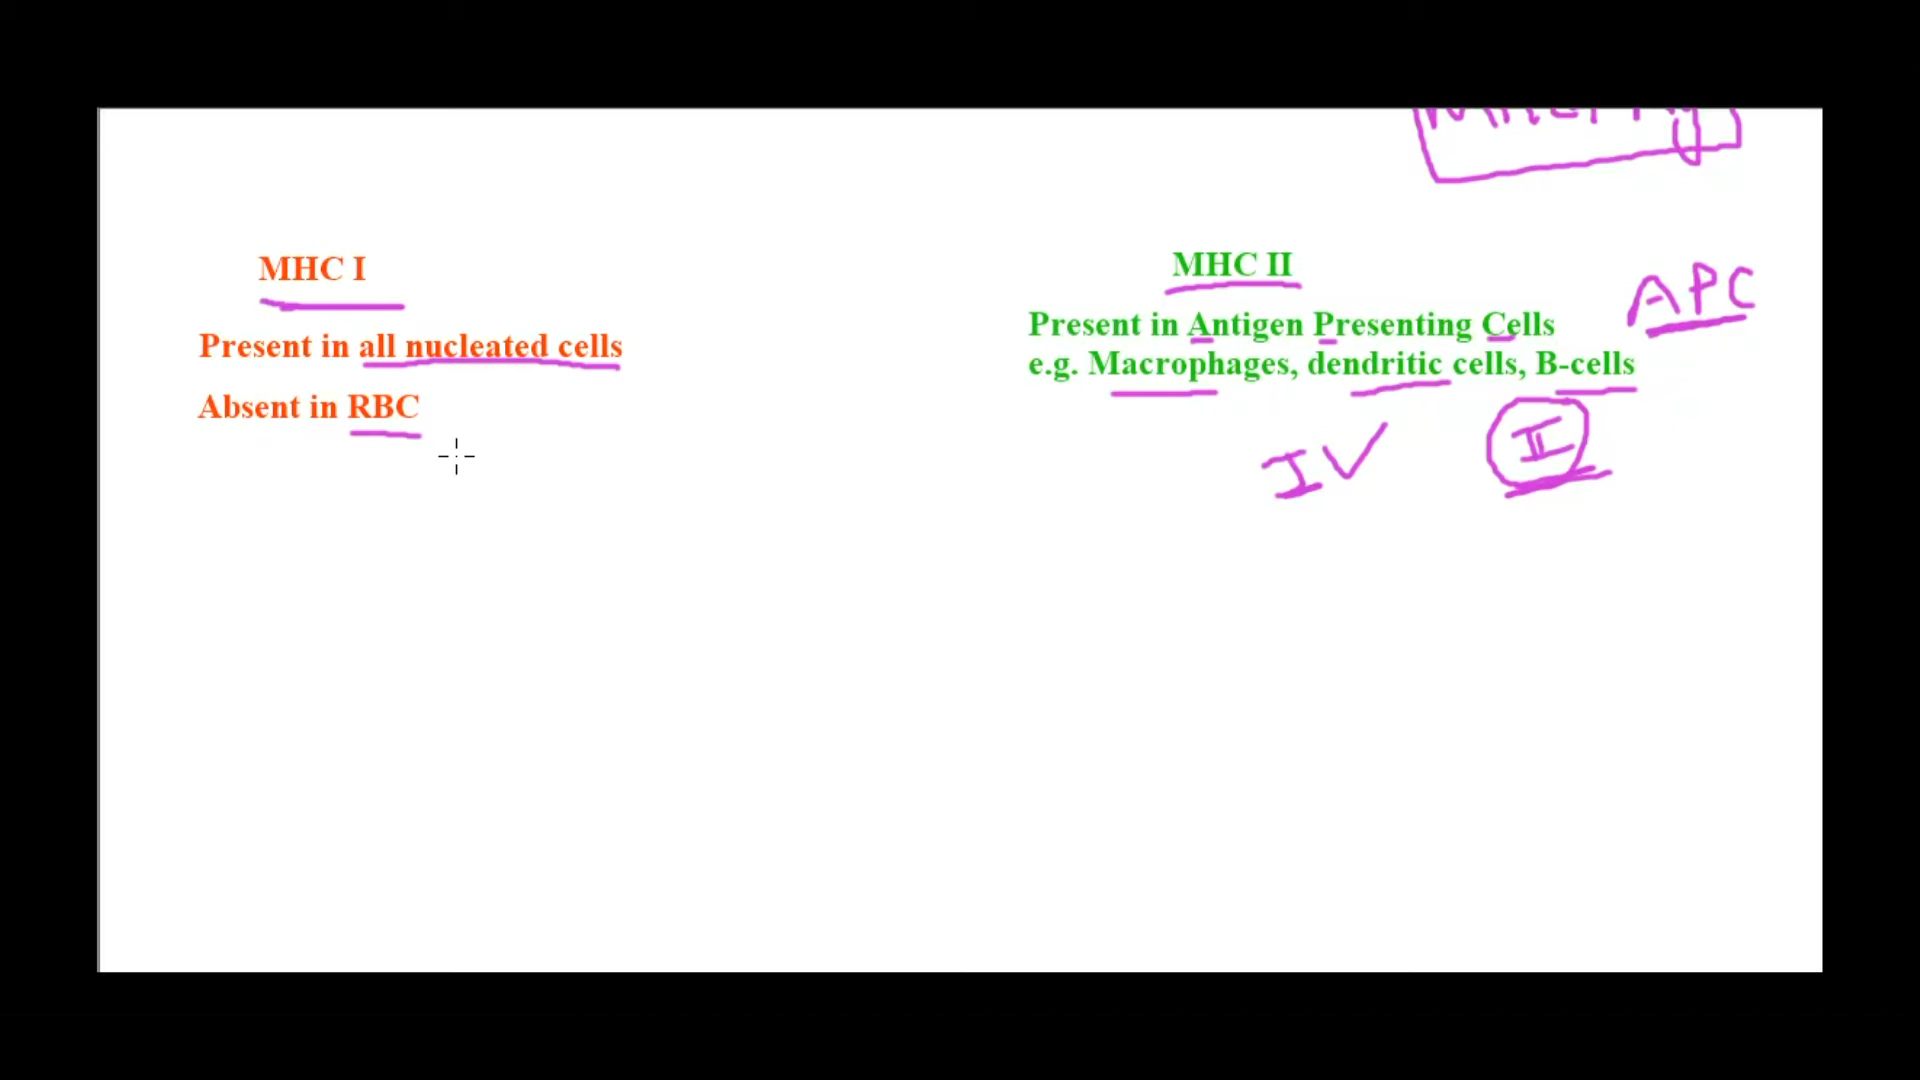 MHC I
Present in all nucleated cells
Absent in RBC
MHC II
APC
Present in Antigen Presenting Cells
e.g. Macrophages, dendritic cells, B-cells
I✓
II